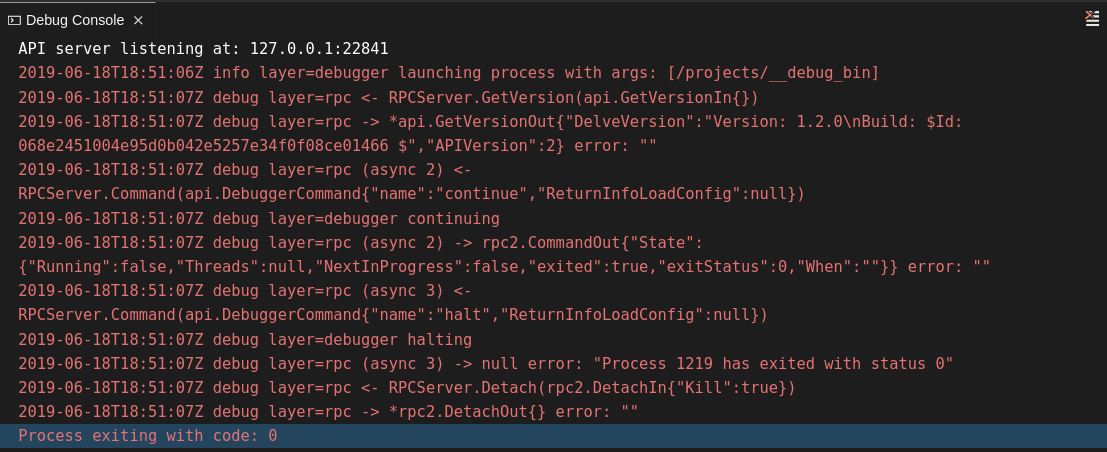 Debug Console
API server listening at: 127.0.0.1:22841
2019-06-18T18:51:06Z info layer=debugger launching process with args: [/projects/__debug_bin]
2019-06-18T18:51:07Z debug layer=rpc <- RPCServer.GetVersion(api.GetVersionIn{})
2019-06-18T18:51:07Z debug layer=rpc -> *api.GetVersionOut{"DelveVersion":"Version: 1.2.0\nBuild: $Id:
068e2451004e95d0b042e5257e34f0f08ce01466 $","APIVersion":2} error: ""
2019-06-18T18:51:07Z debug layer=rpc (async 2) <-
RPCServer.Command(api.DebuggerCommand{"name":"continue","ReturnInfoLoadConfig":null})
2019-06-18T18:51:07Z debug layer=debugger continuing
2019-06-18T18:51:07Z debug layer=rpc (async 2) -> rpc2.CommandOut{"State":
{"Running":false,"Threads":null,"NextInProgress":false,"exited":true,"exitStatus":0,"When":""}} error: ""
2019-06-18T18:51:07Z debug layer=rpc (async 3) <-
RPCServer.Command(api.DebuggerCommand{"name":"halt","ReturnInfoLoadConfig":null})
2019-06-18T18:51:07Z debug layer=debugger halting
2019-06-18T18:51:07Z debug layer=rpc (async 3) -> null error: "Process 1219 has exited with status 0"
2019-06-18T18:51:07Z debug layer=rpc <- RPCServer.Detach(rpc2.DetachIn{"Kill":true})
2019-06-18T18:51:07Z debug layer=rpc -> *rpc2.DetachOut{} error: ""
Process exiting with code: 0